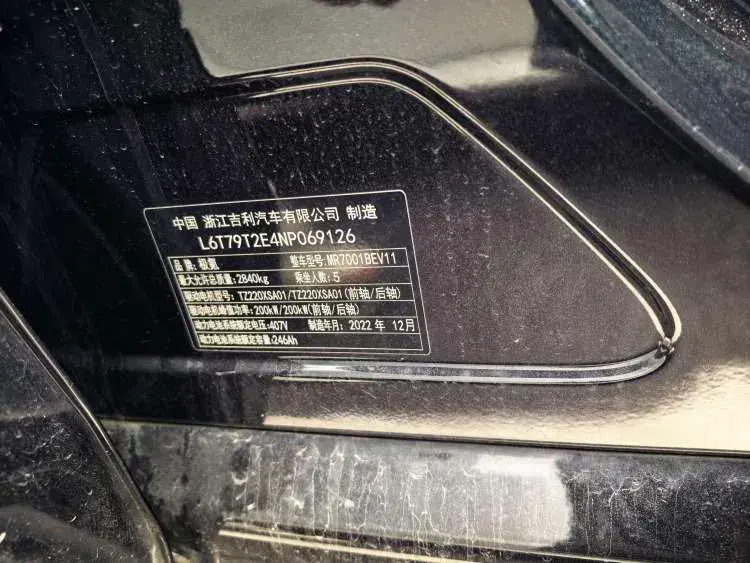 中国 浙江吉利汽车有限公司 制造
L6T79T2E4NP069126
品牌:极氪 整车型号:MR7001BEV11
最大允许总质量:2840kg 乘坐人数:5
驱动电机型号:TZ220XSA01/TZ220XSA01(前轴/后轴)
驱动电机峰值功率:200kW/200kW(前轴/后轴)
动力电池系统额定电压:407V 制造年月:2022年 12月
动力电池系统额定容量:246Ah